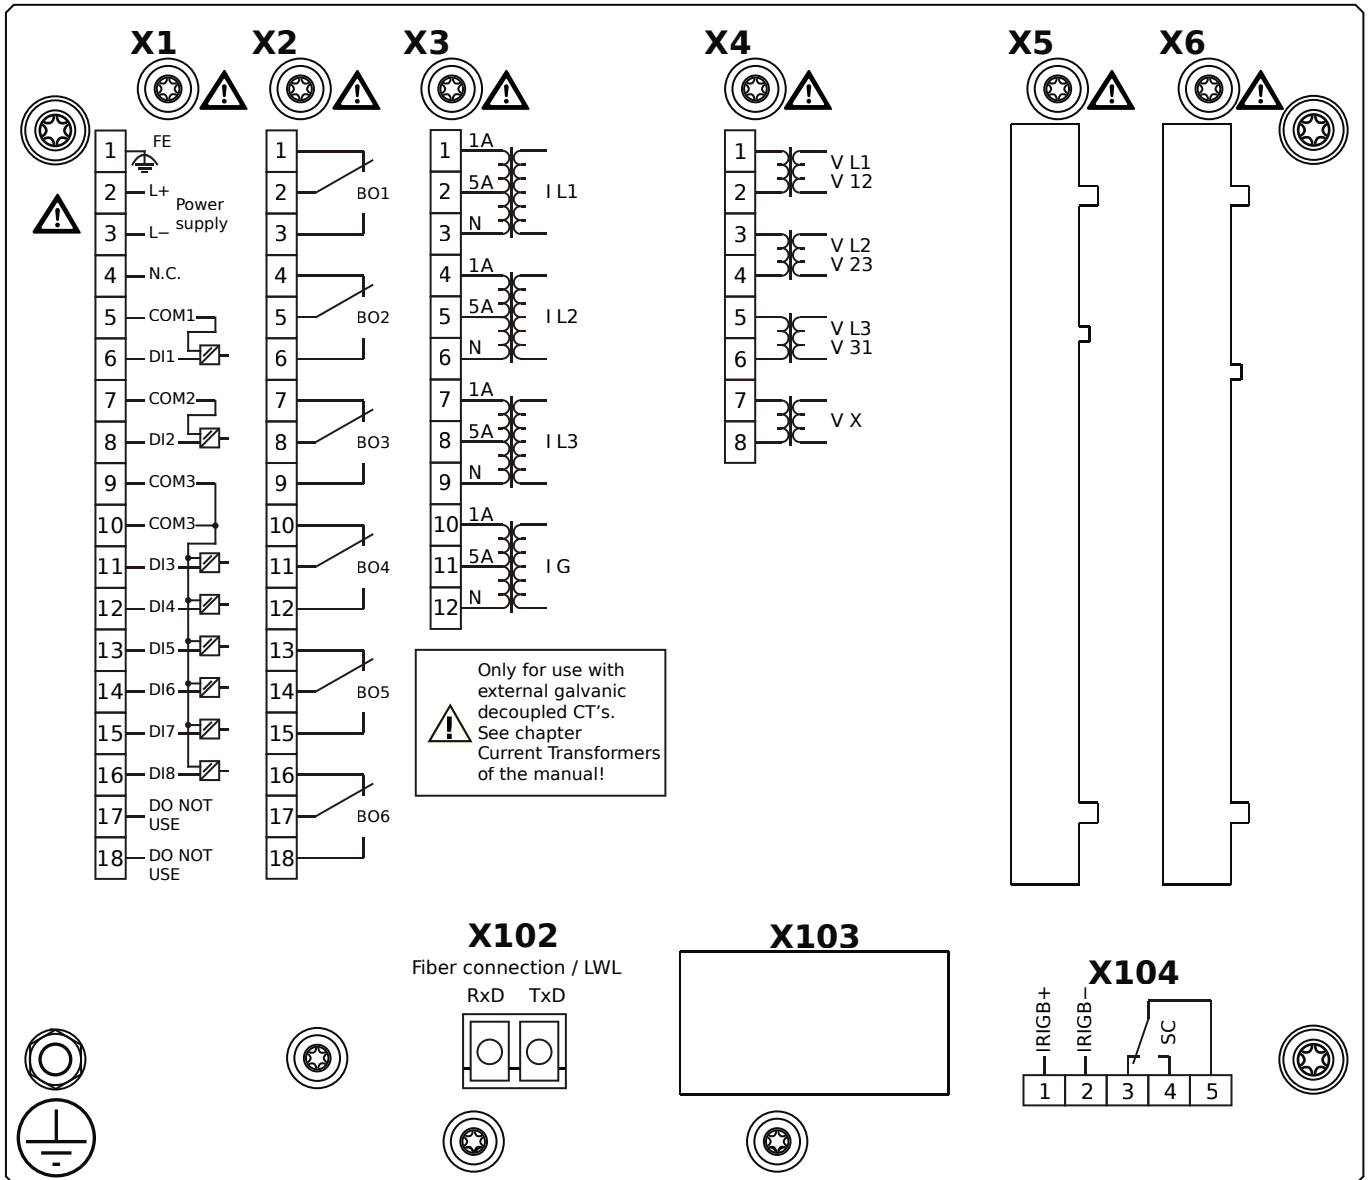 X1
X2
X3
X4
X5
X6
1 FE
2 L+
Power
supply
3 L−
4 N.C.
5 COM1
6 DI1
7 COM2
8 DI2
9 COM3
10 COM3
11 DI3
12 DI4
13 DI5
14 DI6
15 DI7
16 DI8
17 DO NOT
USE
18 DO NOT
USE
1
2 BO1
3
4
5 BO2
6
7
8 BO3
9
10
11 BO4
12
13
14 BO5
15
16
17 BO6
18
1 1A
2 5A I L1
3 N
4 1A
5 5A I L2
6 N
7 1A
8 5A I L3
9 N
10 1A
11 5A I G
12 N
Only for use with
external galvanic
decoupled CT's.
See chapter
Current Transformers
of the manual!
1 V L1
2 V 12
3 V L2
4 V 23
5 V L3
6 V 31
7 V X
8
X102
Fiber connection / LWL
RxD TxD
X103
X104
IRIGB+
IRIGB−
SC
1 2 3 4 5